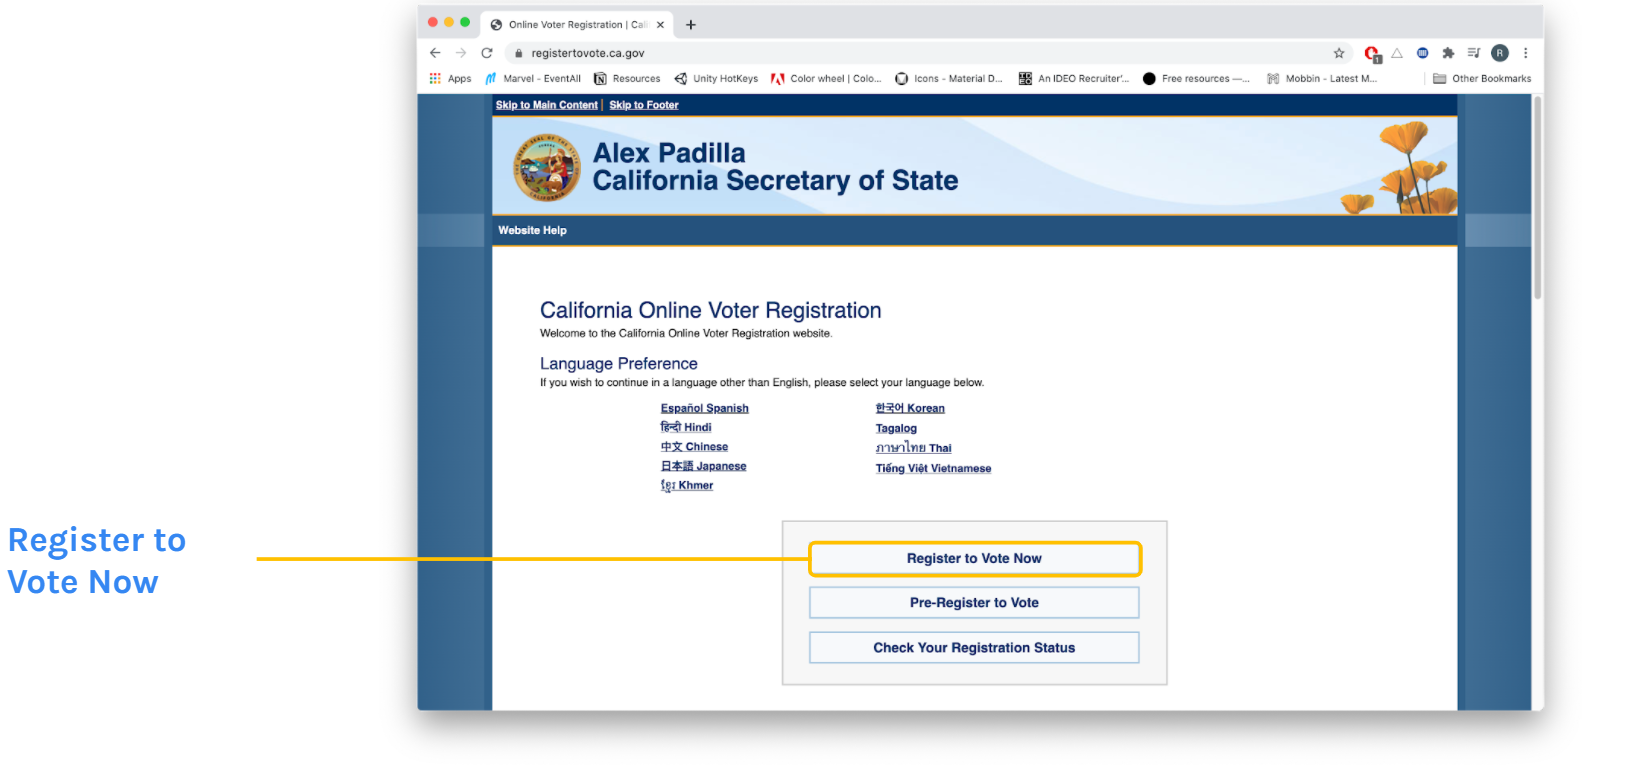 Online Voter Registration | Cali
registertovote.ca.gov
R
1
Apps
Marvel - EventAll
Resources
Unity HotKeys
Color wheel | Colo...
Icons - Material D...
An IDEO Recruiter'...
Free resources —...
Mobbin - Latest M...
Other Bookmarks
Skip to Main Content | Skip to Footer
Alex Padilla
California Secretary of State
Website Help
California Online Voter Registration
Welcome to the California Online Voter Registration website.
Language Preference
If you wish to continue in a language other than English, please select your language below.
Español Spanish
हिन्दी Hindi
中文 Chinese
日本語 Japanese
ខ្មែរ Khmer
한국어 Korean
Tagalog
ภาษาไทย Thai
Tiếng Việt Vietnamese
Register to
Vote Now
Register to Vote Now
Pre-Register to Vote
Check Your Registration Status